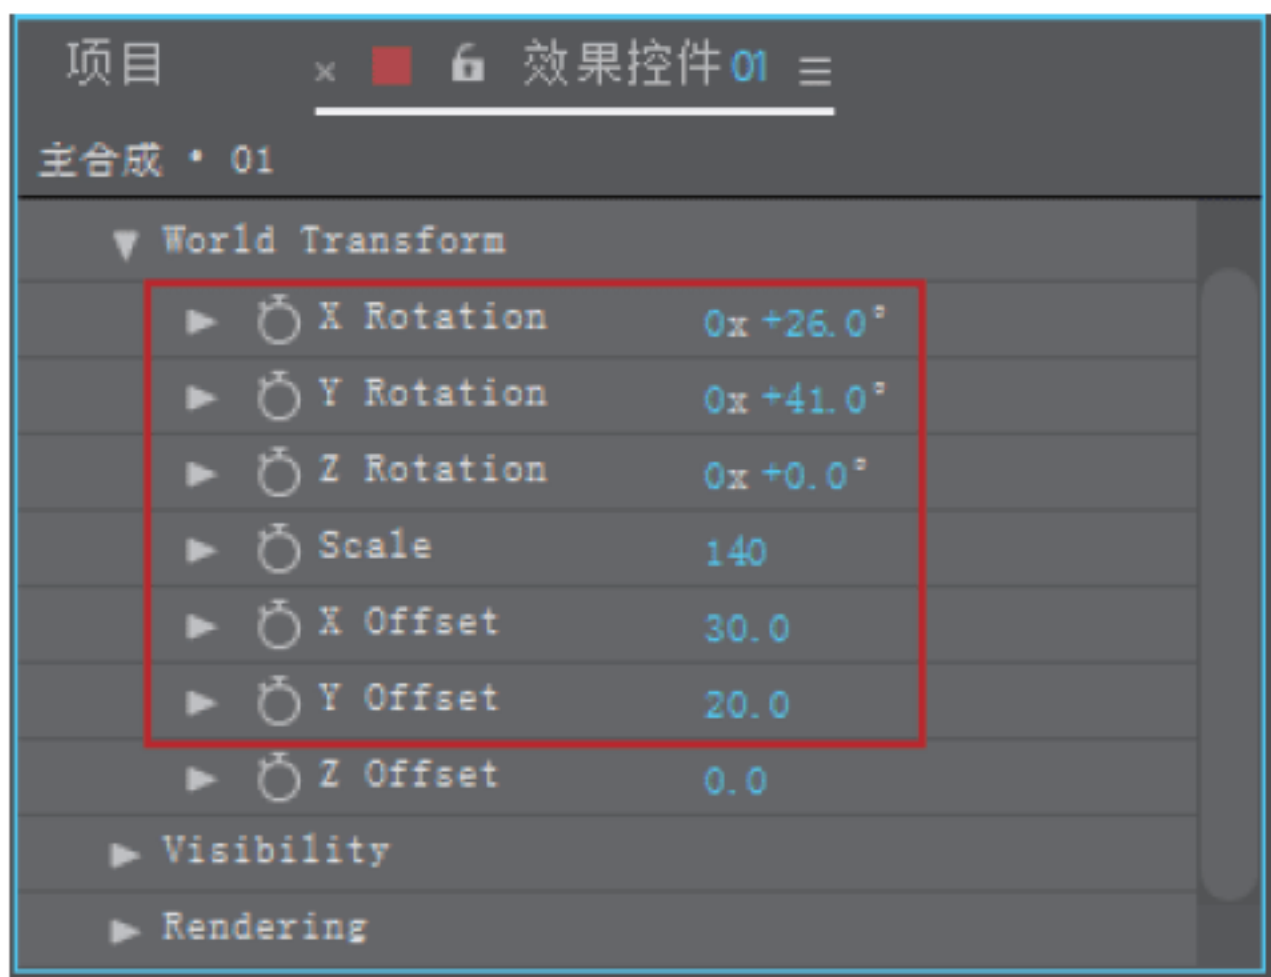 项目 × 效果控件 01 ≡
主合成 • 01
World Transform
X Rotation 0x +26.0°
Y Rotation 0x +41.0°
Z Rotation 0x +0.0°
Scale 140
X Offset 30.0
Y Offset 20.0
Z Offset 0.0
Visibility
Rendering